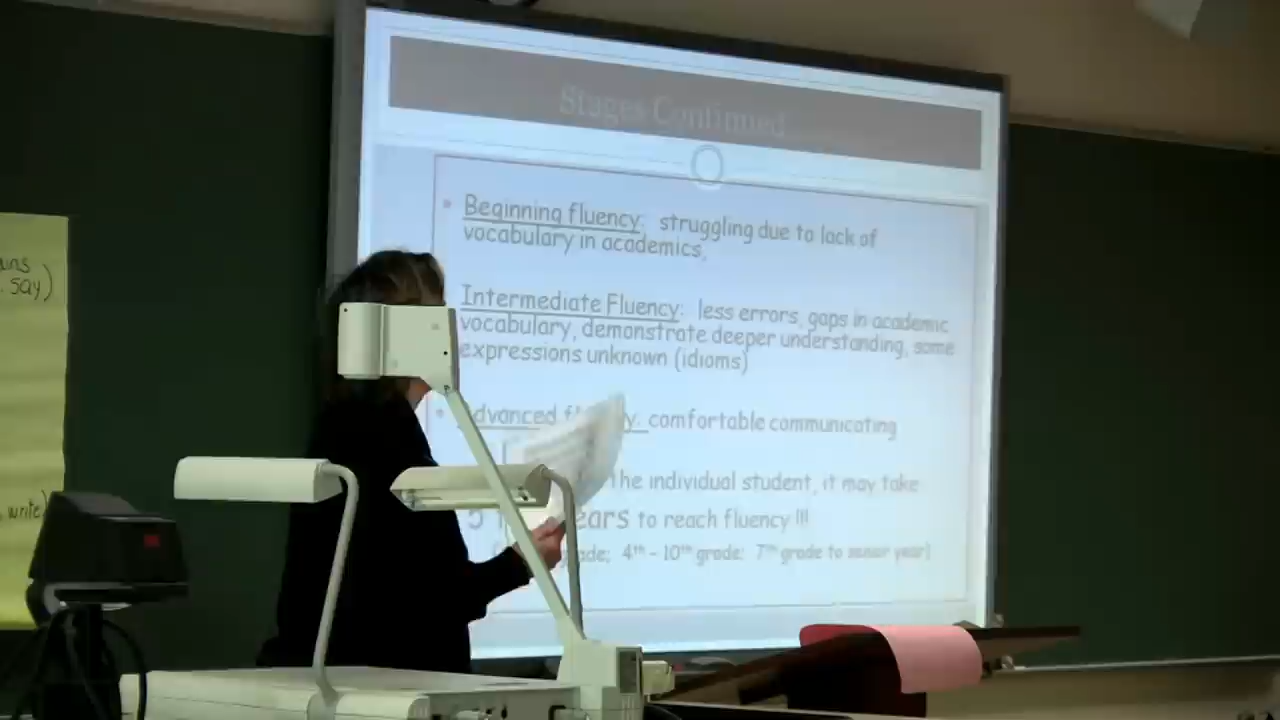 Stages Continued
Beginning fluency: struggling due to lack of
vocabulary in academics,
Intermediate Fluency: less errors, gaps in academic
vocabulary, demonstrate deeper understanding, some
expressions unknown (idioms)
comfortable communicating
the individual student, it may take
5 to reach fluency !!!
4th - 10th grade; 7th grade to senior year)
say)
write)